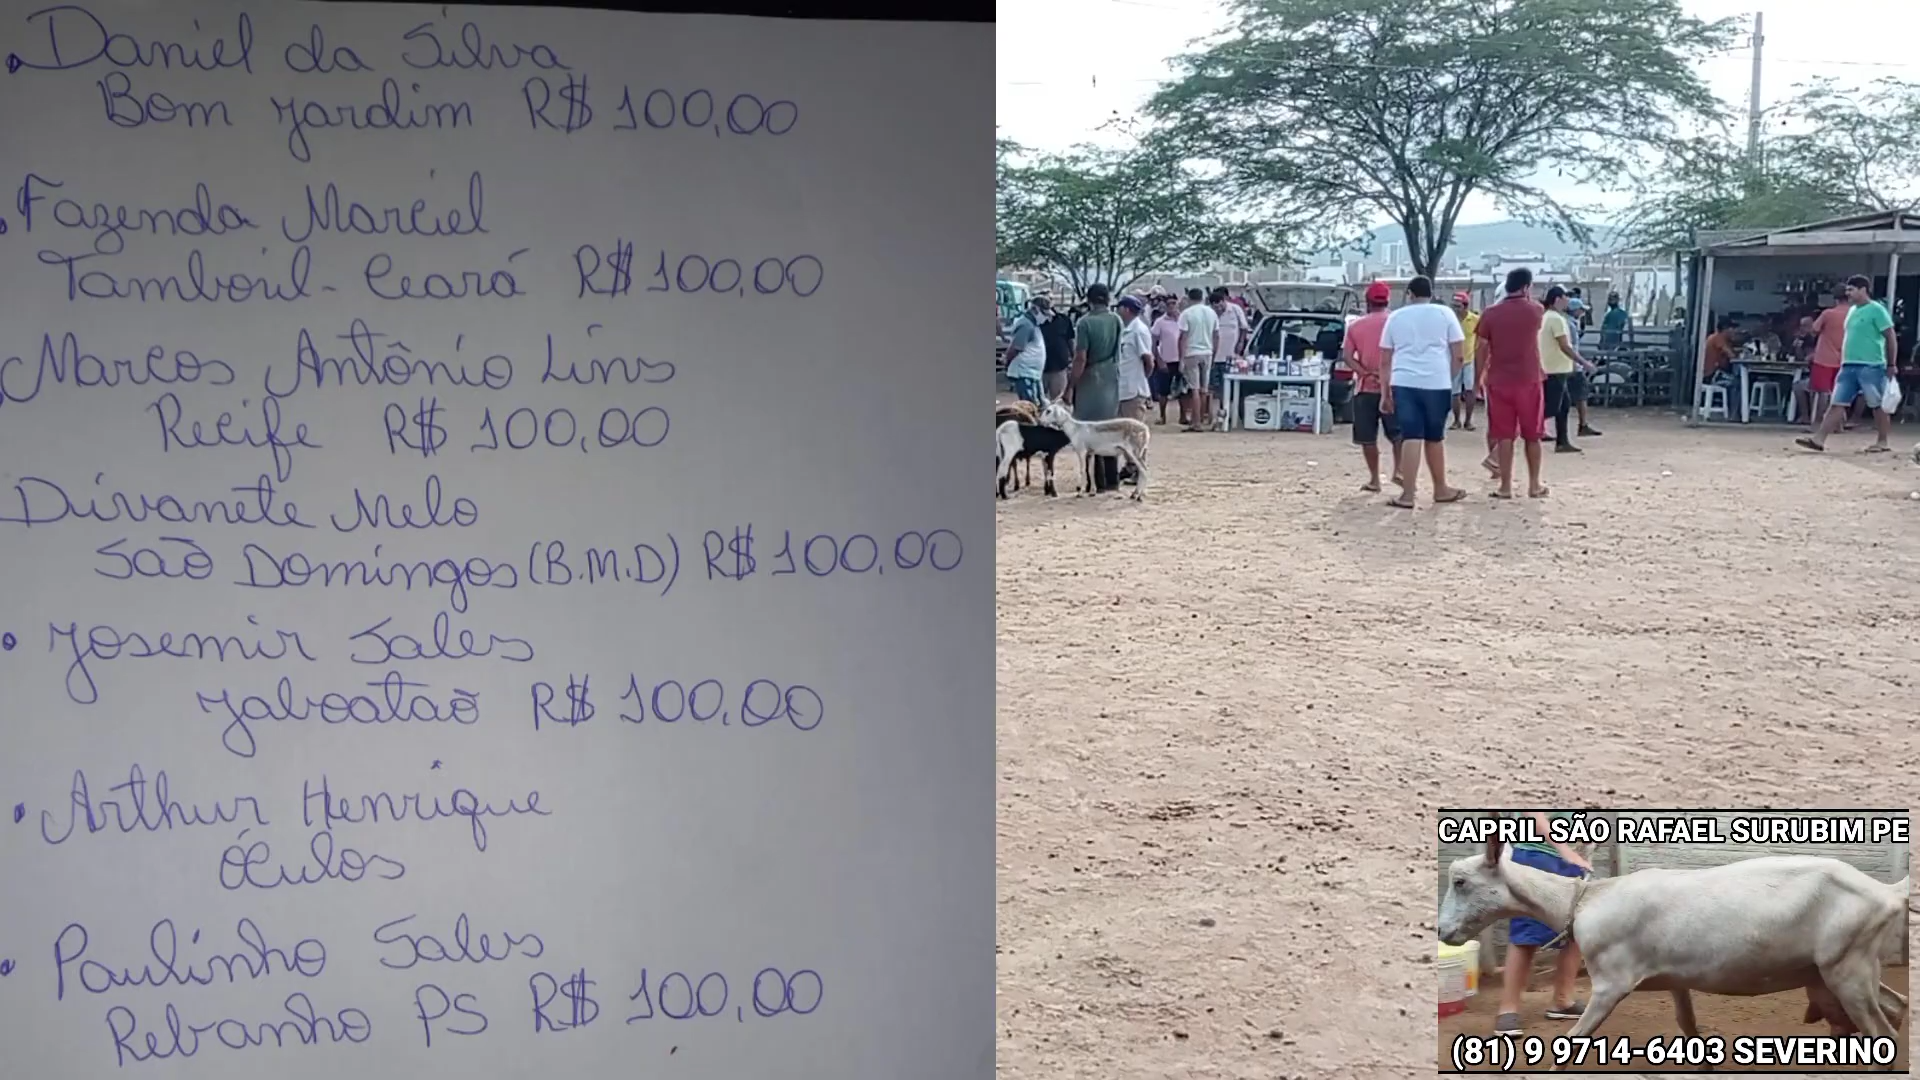 Daniel da Silva
Bom Jardim R$ 100,00
Fazenda Marciel
Tamboril - Ceará R$ 100,00
Marcos Antônio Lins
Recife R$ 100,00
Divanete Melo
São Domingos (B.M.D) R$ 100,00
Josemir Sales
Jaboatão R$ 100,00
Arthur Henrique
Óculos
Paulinho Sales
Rebanho PS R$ 100,00
CAPRIL SÃO RAFAEL SURUBIM PE
(81) 9 9714-6403 SEVERINO